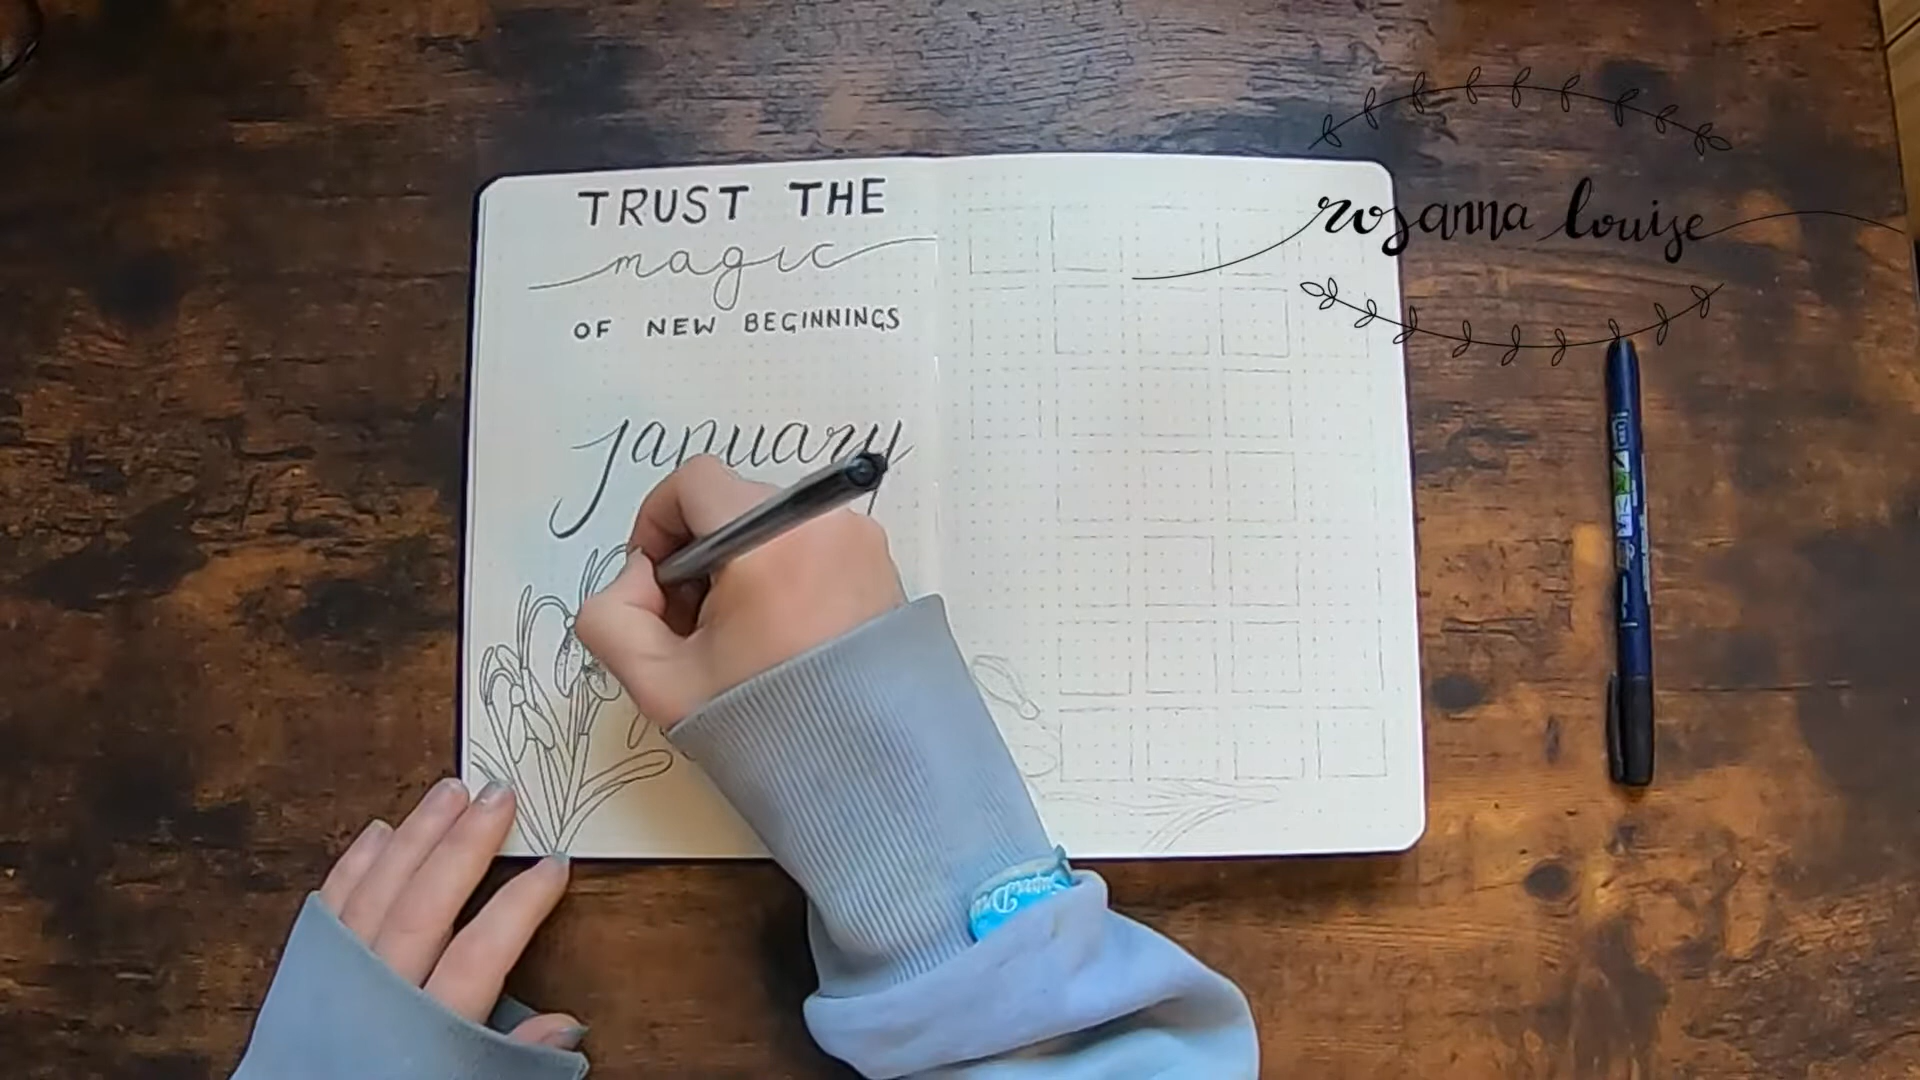 TRUST THE
magic
OF NEW BEGINNINGS
january
rosanna louise